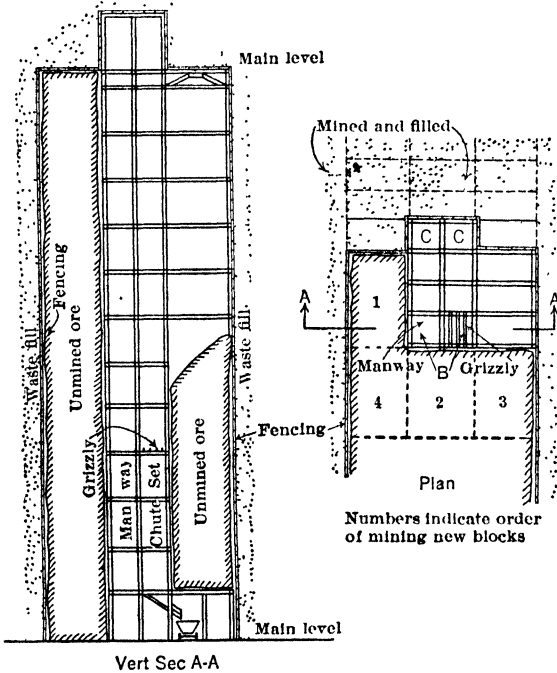 Main level
Fencing
Waste fill
Unmined ore
Waste fill
Grizzly
Man way
Chute Set
Unmined ore
Fencing
Main level
Vert Sec A-A
Mined and filled
C C
A
A
1
Manway
B
Grizzly
4 2 3
Plan
Numbers indicate order
of mining new blocks